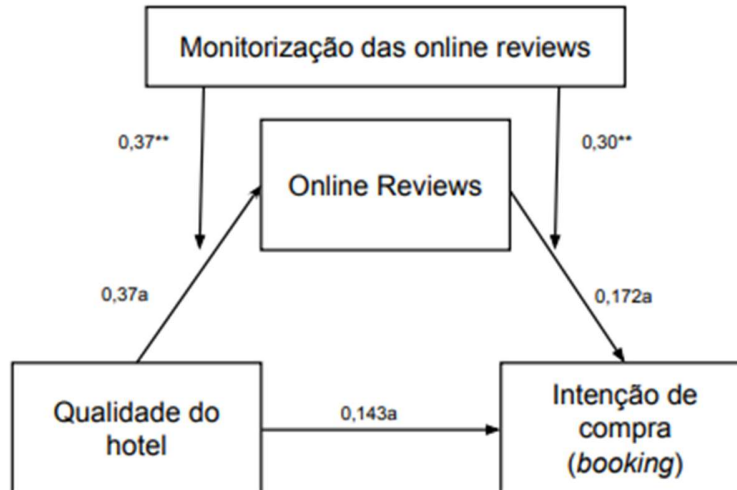 Monitorização das online reviews
0,37**
0,30**
Online Reviews
0,37a
0,172a
Qualidade do
hotel
0,143a
Intenção de
compra
(booking)